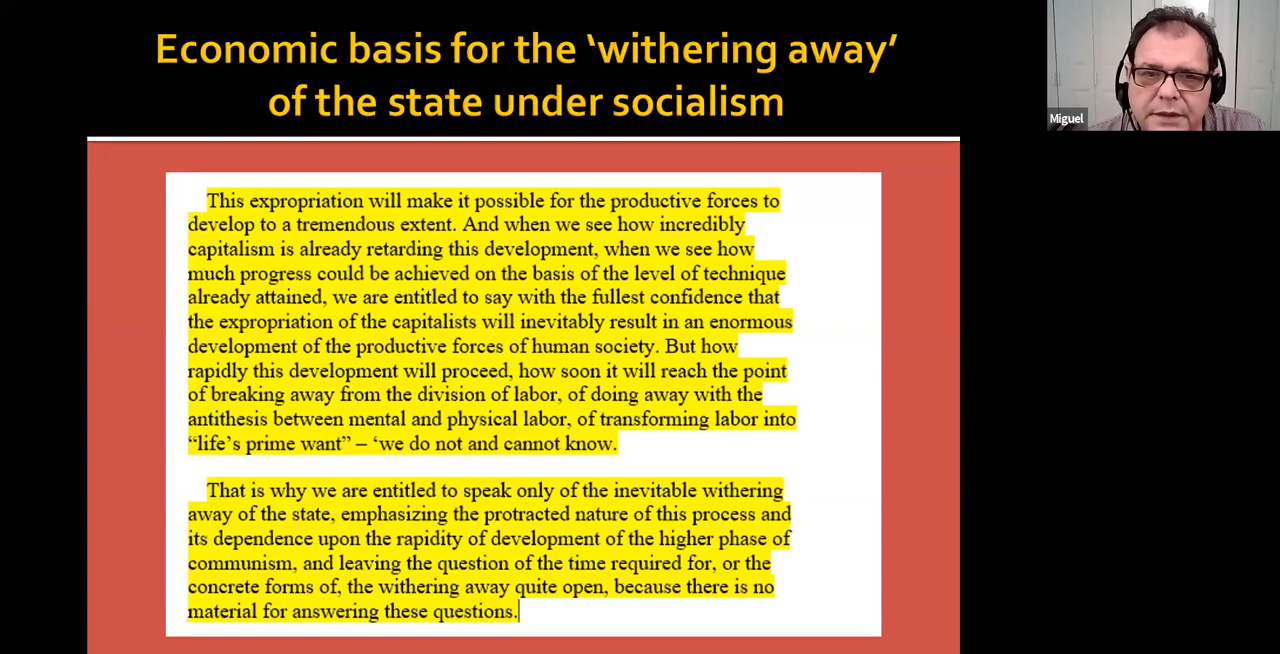 Economic basis for the ‘withering away’
of the state under socialism
Miguel
This expropriation will make it possible for the productive forces to
develop to a tremendous extent. And when we see how incredibly
capitalism is already retarding this development, when we see how
much progress could be achieved on the basis of the level of technique
already attained, we are entitled to say with the fullest confidence that
the expropriation of the capitalists will inevitably result in an enormous
development of the productive forces of human society. But how
rapidly this development will proceed, how soon it will reach the point
of breaking away from the division of labor, of doing away with the
antithesis between mental and physical labor, of transforming labor into
“life’s prime want” – ‘we do not and cannot know.
That is why we are entitled to speak only of the inevitable withering
away of the state, emphasizing the protracted nature of this process and
its dependence upon the rapidity of development of the higher phase of
communism, and leaving the question of the time required for, or the
concrete forms of, the withering away quite open, because there is no
material for answering these questions.